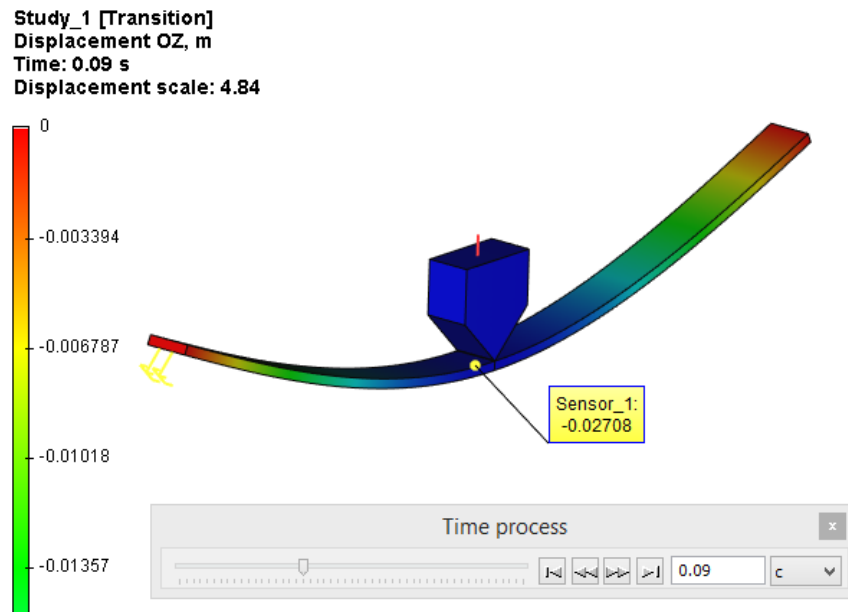 Study_1 [Transition]
Displacement OZ, m
Time: 0.09 s
Displacement scale: 4.84
0
-0.003394
-0.006787
-0.01018
-0.01357
Sensor_1:
-0.02708
Time process
x
0.09
c